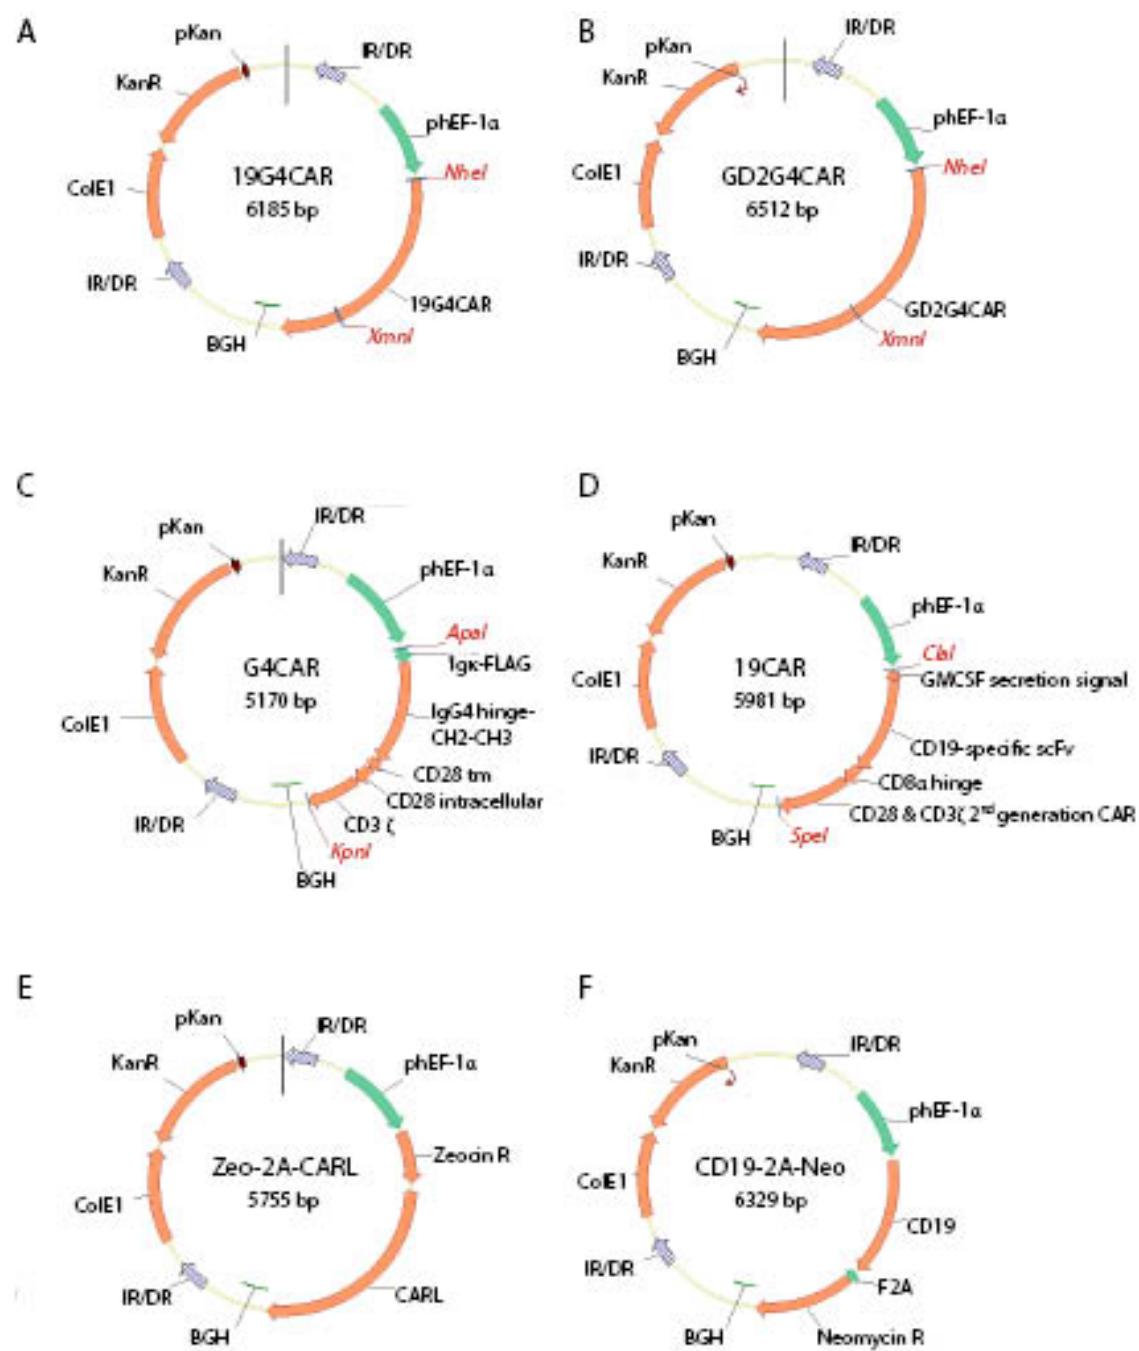 A
pKan
IR/DR
KanR
phEF-1α
NheI
ColE1
19G4CAR
6185 bp
IR/DR
19G4CAR
XmnI
BGH
B
IR/DR
pKan
KanR
phEF-1α
NheI
ColE1
GD2G4CAR
6512 bp
IR/DR
GD2G4CAR
XmnI
BGH
C
IR/DR
pKan
KanR
phEF-1α
ApaI
Igκ-FLAG
G4CAR
5170 bp
ColE1
IgG4 hinge-
CH2-CH3
CD28 tm
CD28 intracellular
IR/DR
CD3 ζ
KpnI
BGH
D
pKan
IR/DR
KanR
phEF-1α
ClaI
GMCSF secretion signal
ColE1
19CAR
5981 bp
CD19-specific scFv
IR/DR
CD8α hinge
CD28 & CD3ζ 2nd generation CAR
BGH
SpeI
E
pKan
IR/DR
KanR
phEF-1α
Zeocin R
Zeo-2A-CARL
5755 bp
ColE1
IR/DR
CARL
BGH
F
pKan
IR/DR
KanR
phEF-1α
ColE1
CD19-2A-Neo
6329 bp
CD19
IR/DR
F2A
BGH
Neomycin R